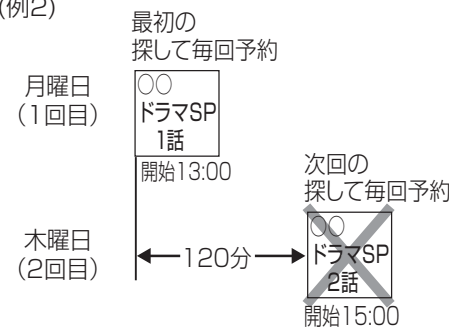 (例2)
最初の
探して毎回予約
月曜日
(1回目)
○○
ドラマSP
1話
開始13:00
次回の
探して毎回予約
木曜日
(2回目)
120分
○○
ドラマSP
2話
開始15:00